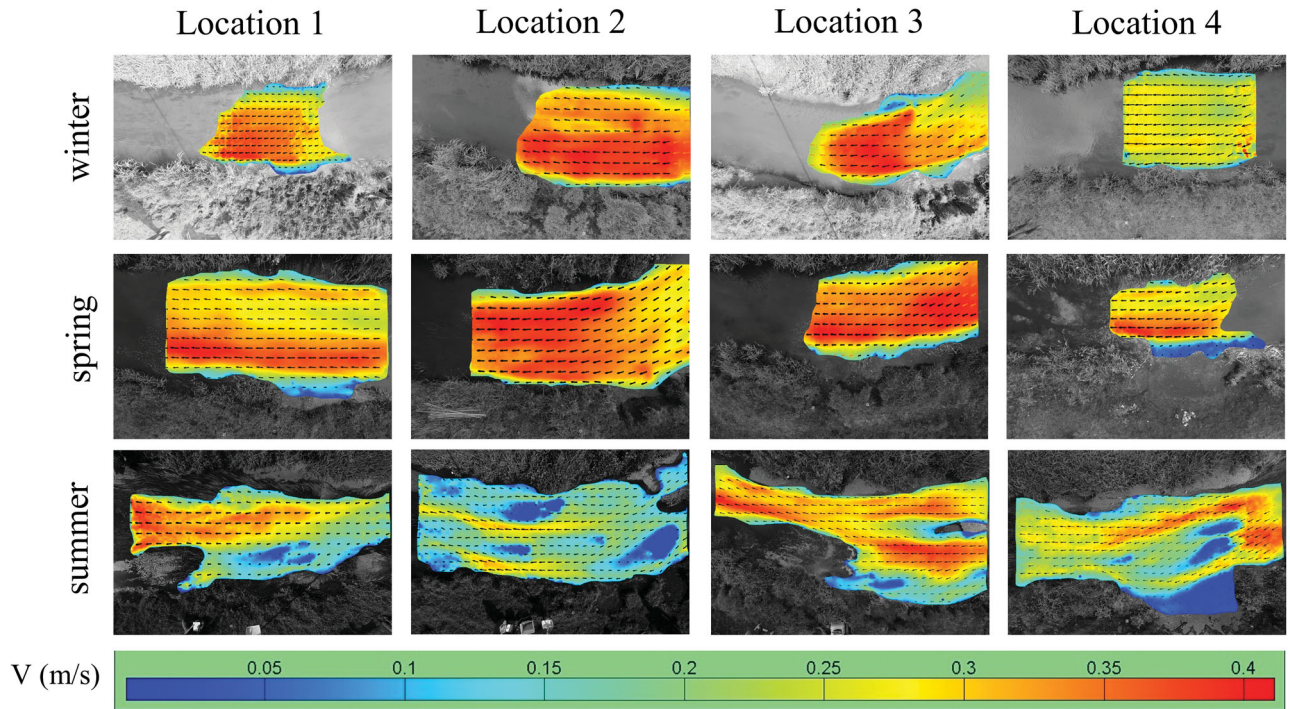 Location 1 Location 2 Location 3 Location 4
winter
spring
summer
V (m/s) 0.05 0.1 0.15 0.2 0.25 0.3 0.35 0.4